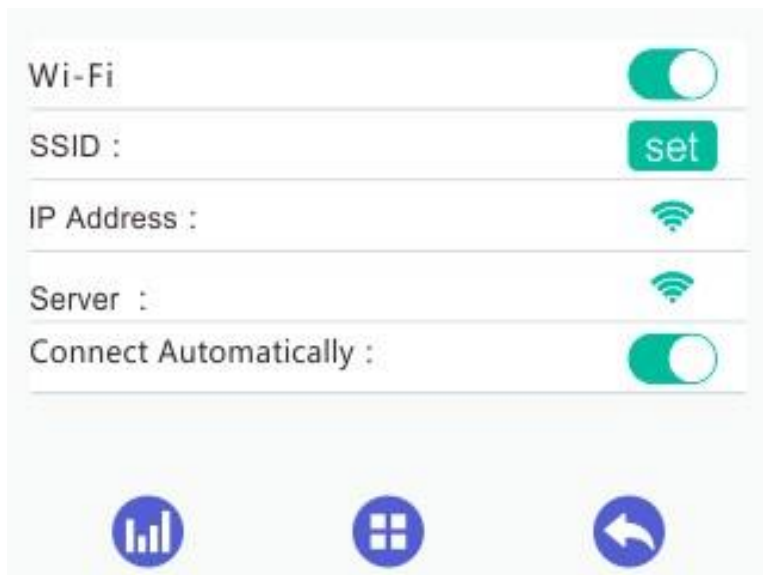 Wi-Fi
SSID :
set
IP Address :
Server :
Connect Automatically :